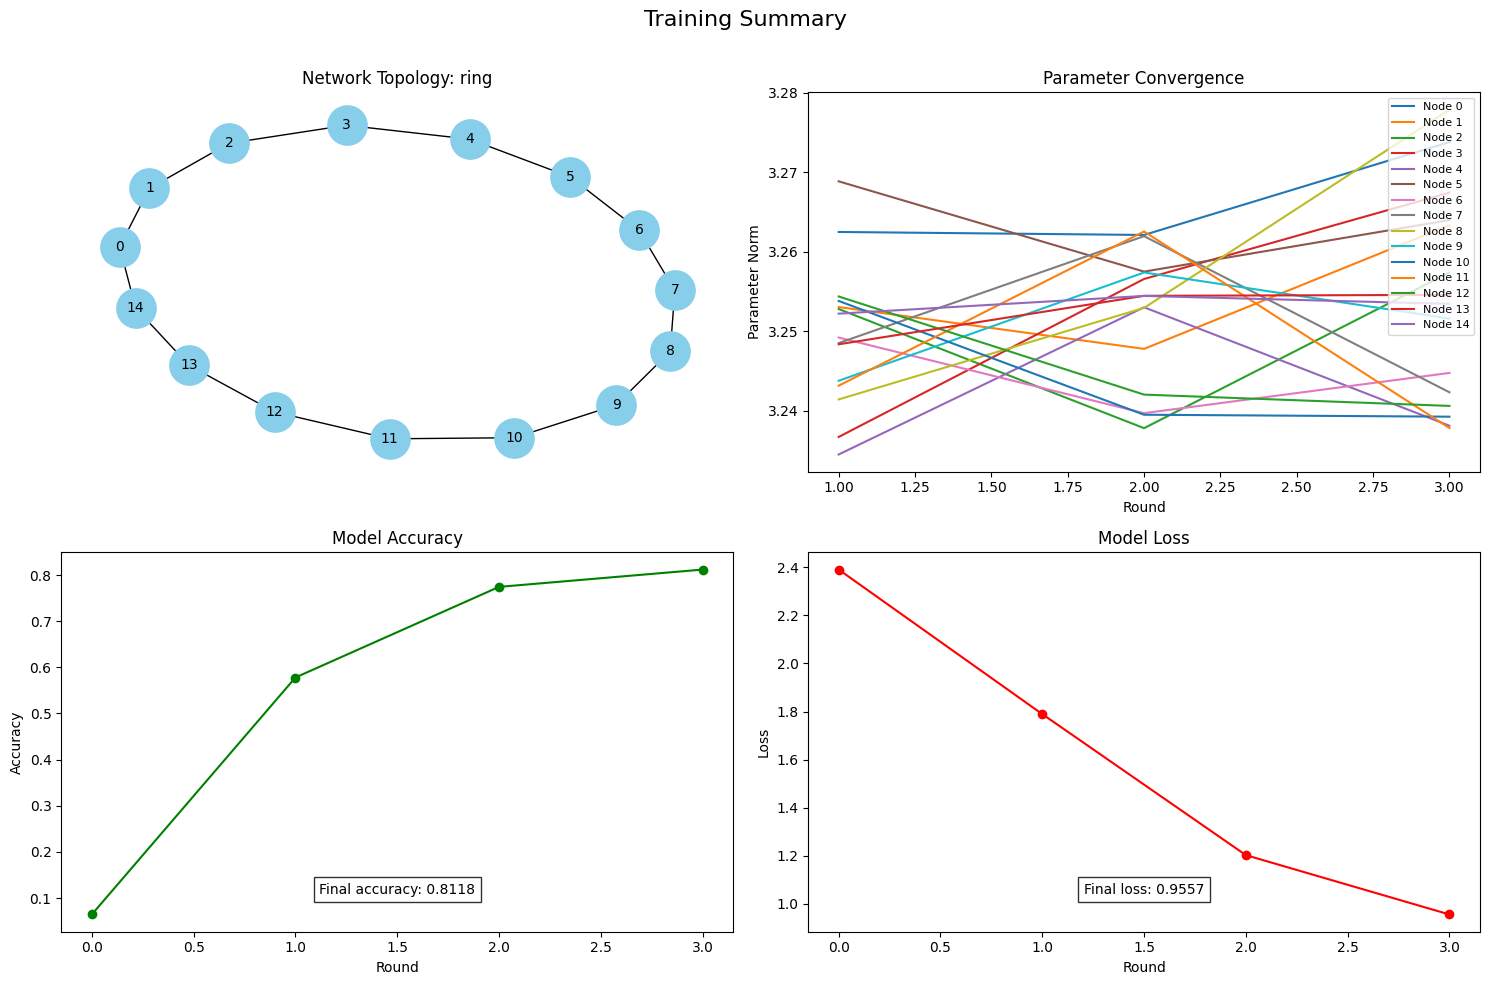 Training Summary
Network Topology: ring
3
2
4
5
1
6
0
7
14
8
13
9
12
11
10
Parameter Convergence
Parameter Norm
3.28
3.27
3.26
3.25
3.24
1.00
1.25
1.50
1.75
2.00
2.25
2.50
2.75
3.00
Round
Node 0
Node 1
Node 2
Node 3
Node 4
Node 5
Node 6
Node 7
Node 8
Node 9
Node 10
Node 11
Node 12
Node 13
Node 14
Model Accuracy
Accuracy
0.8
0.7
0.6
0.5
0.4
0.3
0.2
0.1
Final accuracy: 0.8118
0.0
0.5
1.0
1.5
2.0
2.5
3.0
Round
Model Loss
Loss
2.4
2.2
2.0
1.8
1.6
1.4
1.2
1.0
Final loss: 0.9557
0.0
0.5
1.0
1.5
2.0
2.5
3.0
Round